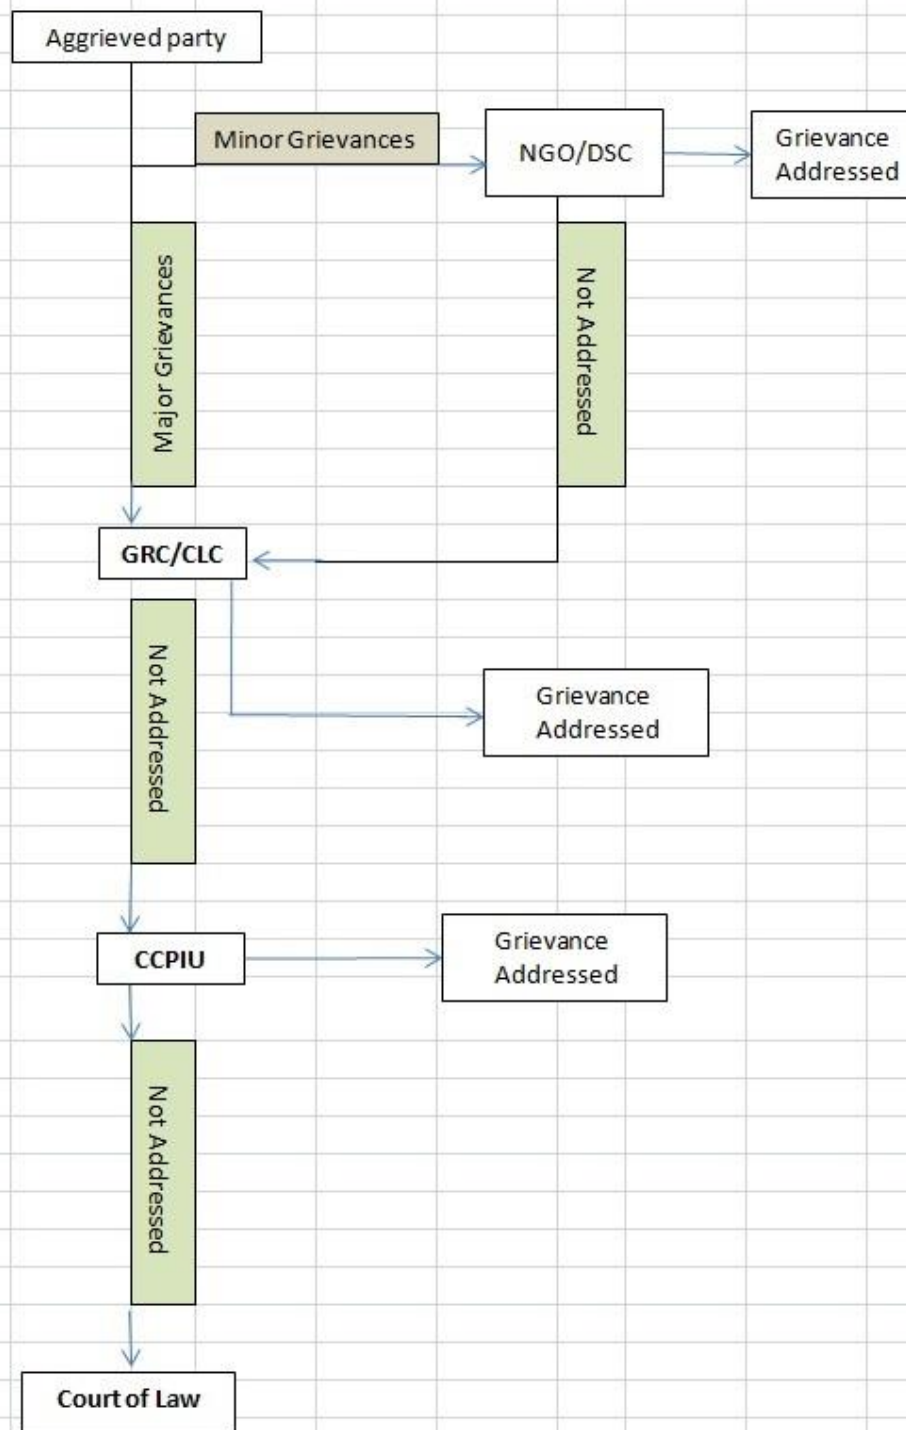 Aggrieved party
Minor Grievances
NGO/DSC
Grievance
Addressed
Major Grievances
Not Addressed
GRC/CLC
Not Addressed
Grievance
Addressed
CCPIU
Grievance
Addressed
Not Addressed
Court of Law